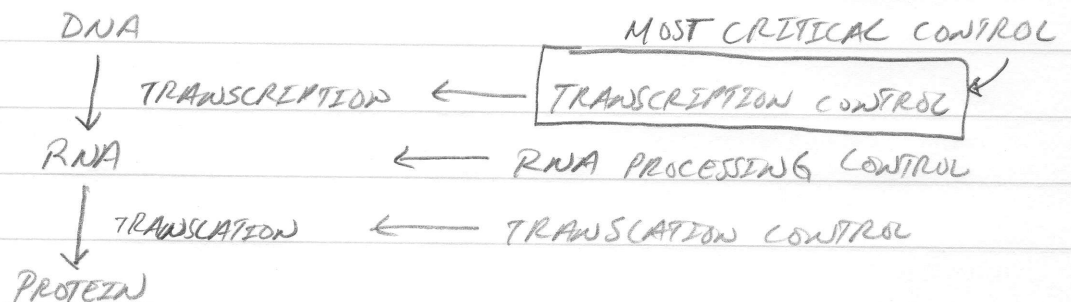 DNA
MOST CRITICAL CONTROL
TRANSCRIPTION ← TRANSCRIPTION CONTROL
RNA ← RNA PROCESSING CONTROL
TRANSLATION ← TRANSLATION CONTROL
PROTEIN